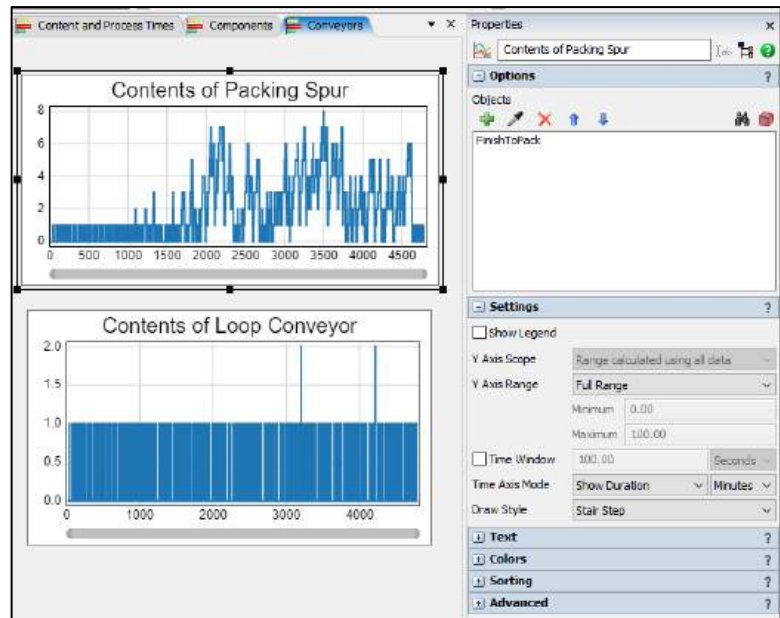 Content and Process Times Components Conveyors
Contents of Packing Spur
8
6
4
2
0
0 500 1000 1500 2000 2500 3000 3500 4000 4500
Contents of Loop Conveyor
2.0
1.5
1.0
0.5
0.0
0 1000 2000 3000 4000
Properties
Contents of Packing Spur
Options ?
Objects
FinishToPack
Settings ?
Show Legend
Y Axis Scope Range calculated using all data
Y Axis Range Full Range
Minimum 0.00
Maximum 100.00
Time Window 100.00 Seconds
Time Axis Mode Show Duration Minutes
Draw Style Stair Step
Text ?
Colors ?
Sorting ?
Advanced ?